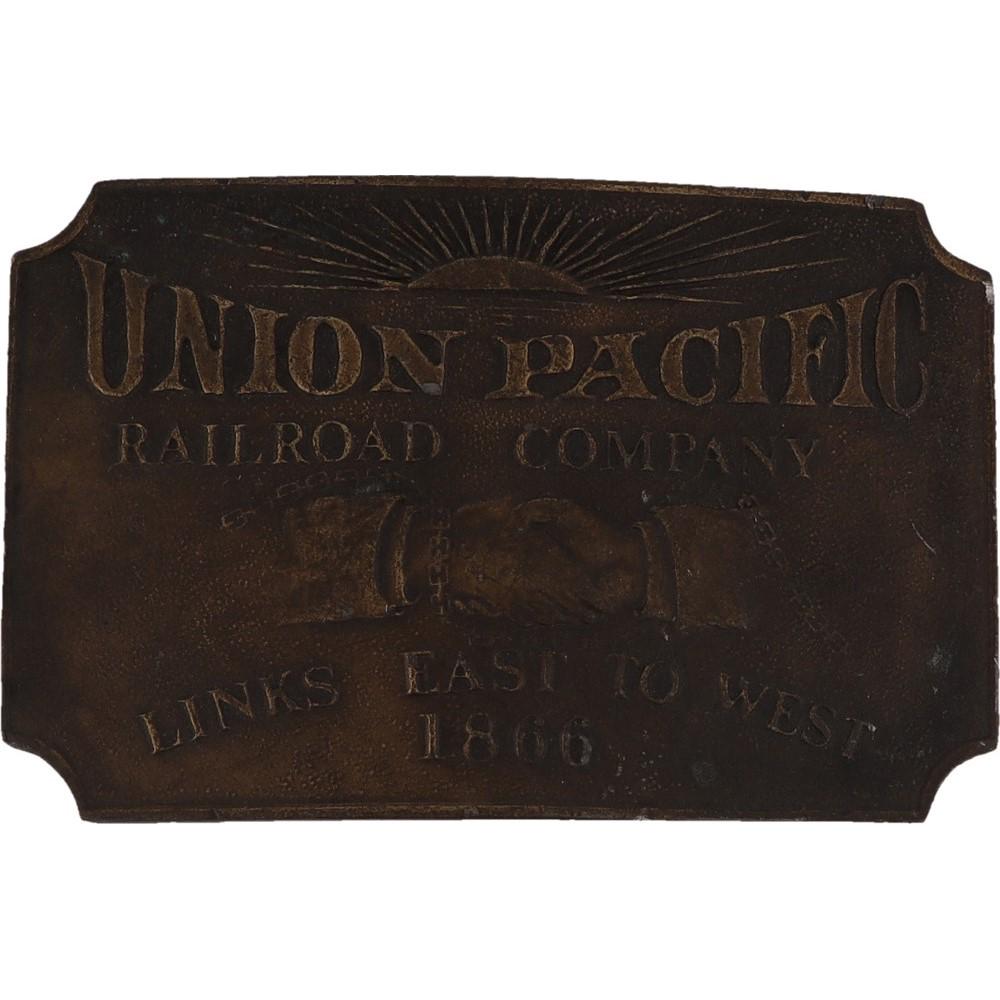 UNION PACIFIC
RAILROAD COMPANY
LINKS EAST TO WEST
1866